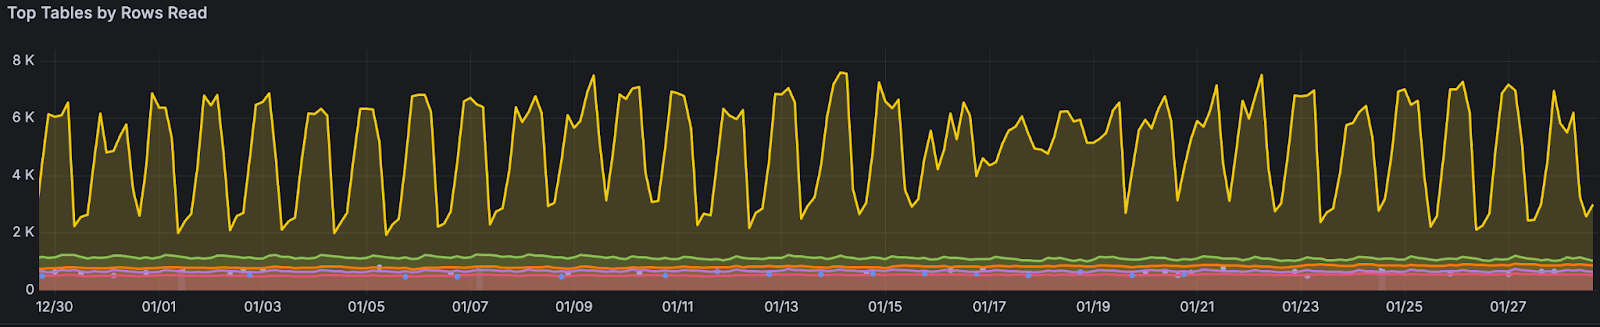 Top Tables by Rows Read
8 K
6 K
4 K
2 K
0
12/30 01/01 01/03 01/05 01/07 01/09 01/11 01/13 01/15 01/17 01/19 01/21 01/23 01/25 01/27